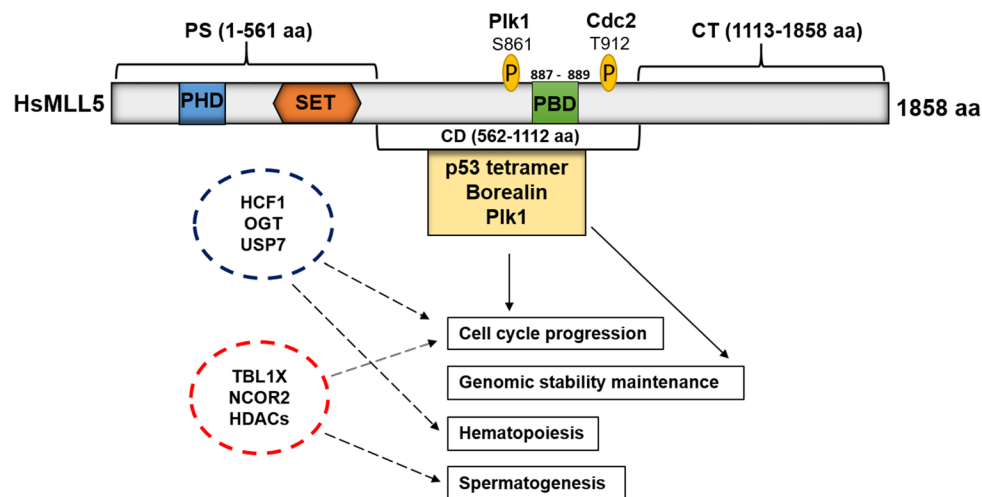 PS (1-561 aa)
Plk1
S861
Cdc2
T912
CT (1113-1858 aa)
P
887 - 889
P
HsMLL5
PHD
SET
PBD
1858 aa
CD (562-1112 aa)
p53 tetramer
Borealin
Plk1
HCF1
OGT
USP7
Cell cycle progression
Genomic stability maintenance
TBL1X
NCOR2
HDACs
Hematopoiesis
Spermatogenesis